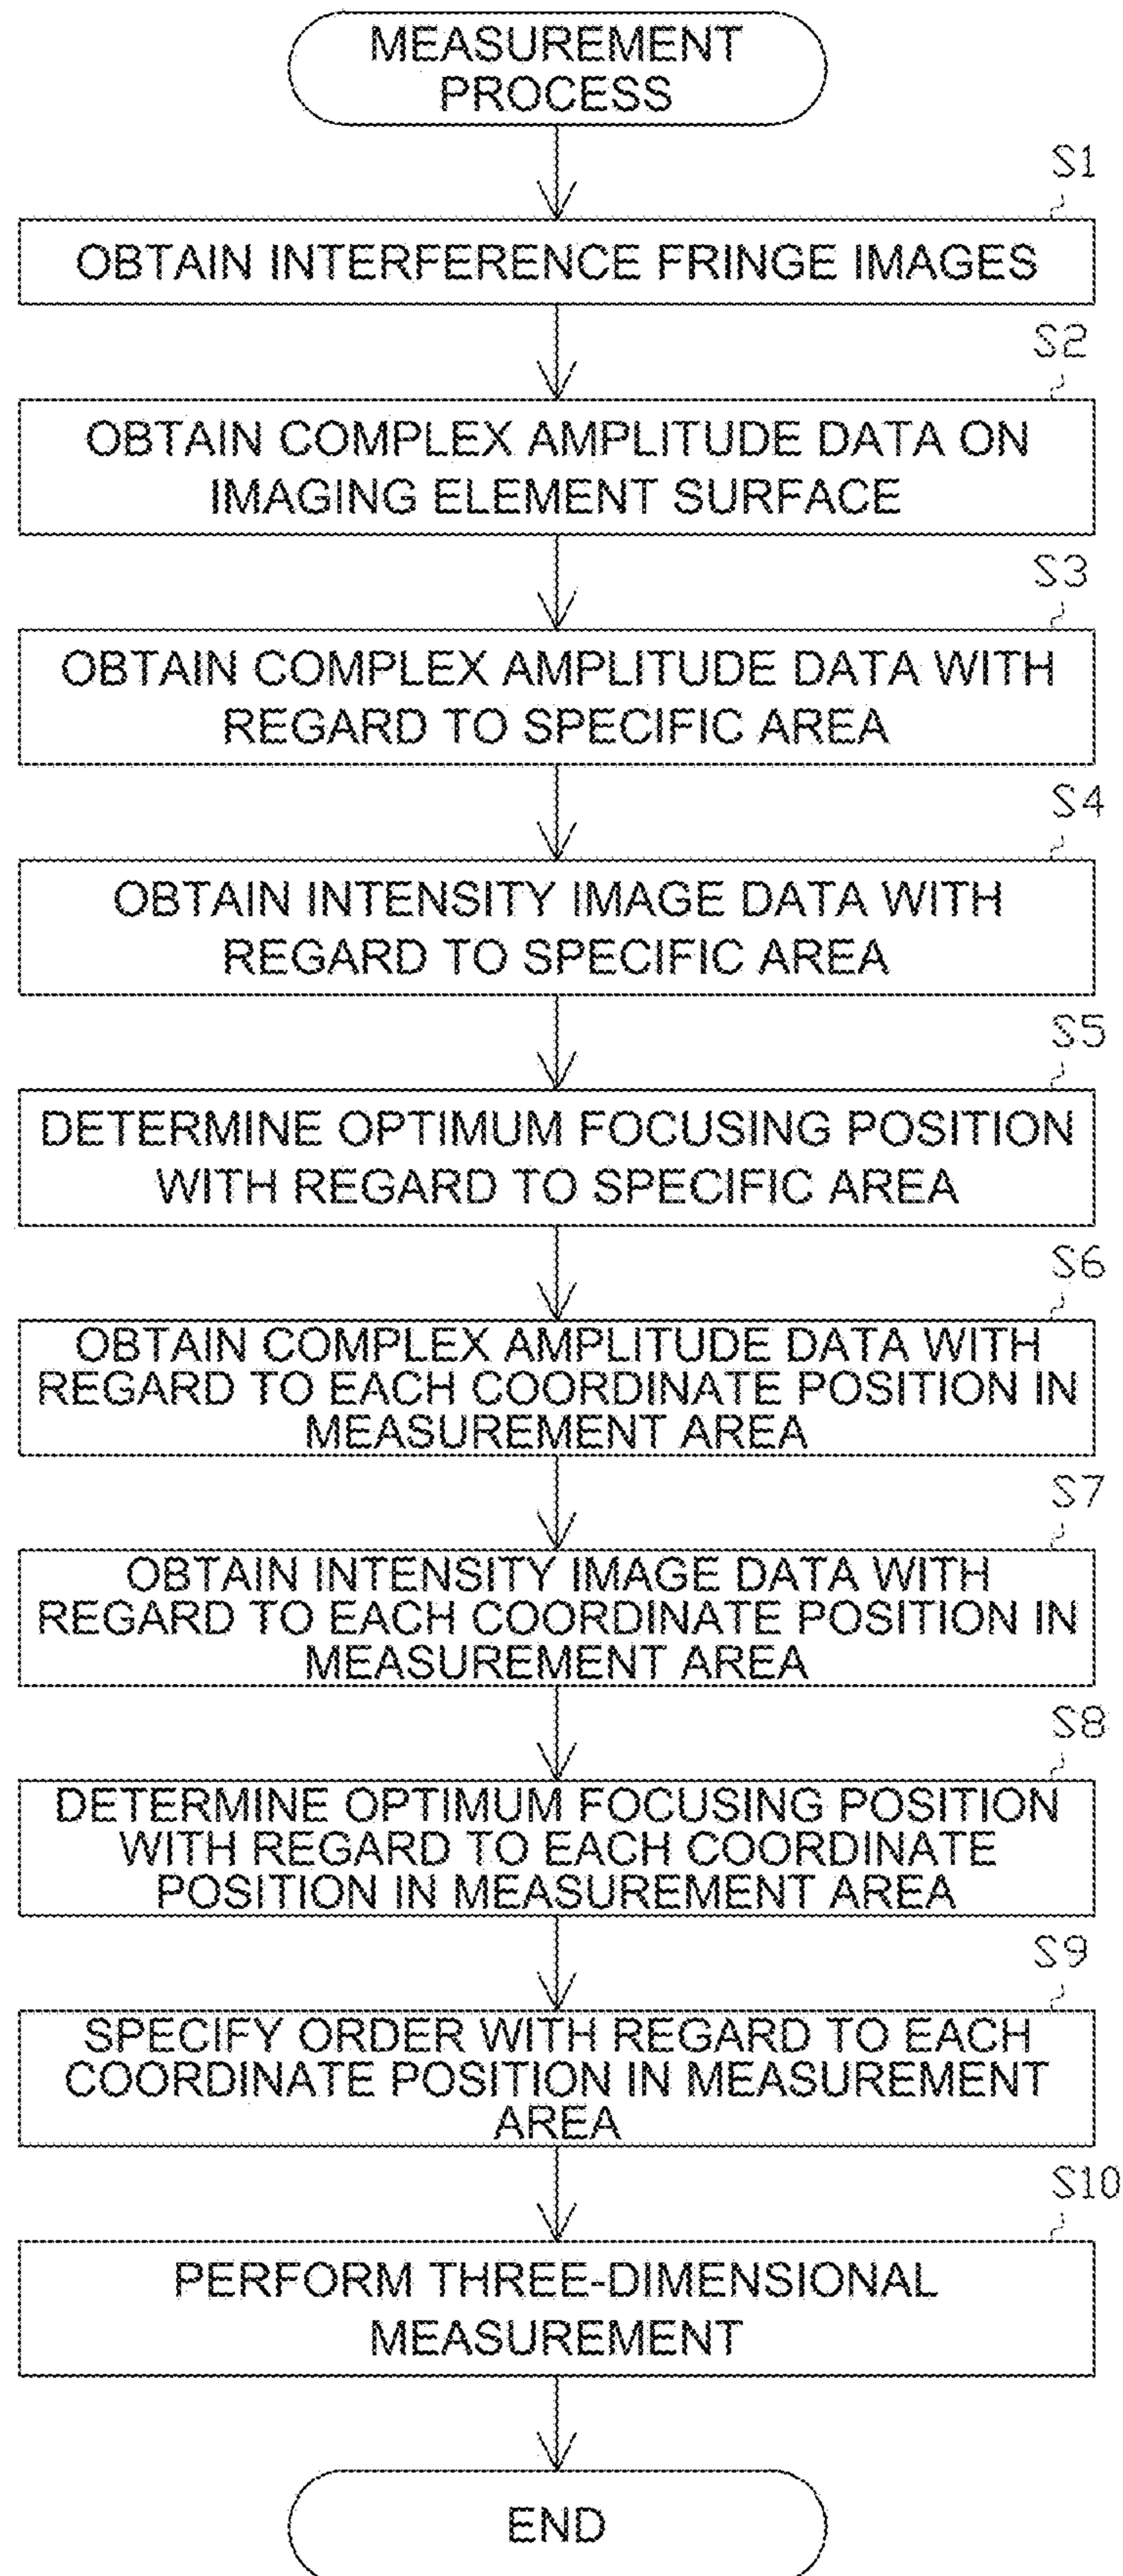 MEASUREMENT
PROCESS
S1
OBTAIN INTERFERENCE FRINGE IMAGES
S2
OBTAIN COMPLEX AMPLITUDE DATA ON
IMAGING ELEMENT SURFACE
S3
OBTAIN COMPLEX AMPLITUDE DATA WITH
REGARD TO SPECIFIC AREA
S4
OBTAIN INTENSITY IMAGE DATA WITH
REGARD TO SPECIFIC AREA
S5
DETERMINE OPTIMUM FOCUSING POSITION
WITH REGARD TO SPECIFIC AREA
S6
OBTAIN COMPLEX AMPLITUDE DATA WITH
REGARD TO EACH COORDINATE POSITION IN
MEASUREMENT AREA
S7
OBTAIN INTENSITY IMAGE DATA WITH
REGARD TO EACH COORDINATE POSITION IN
MEASUREMENT AREA
S8
DETERMINE OPTIMUM FOCUSING POSITION
WITH REGARD TO EACH COORDINATE
POSITION IN MEASUREMENT AREA
S9
SPECIFY ORDER WITH REGARD TO EACH
COORDINATE POSITION IN MEASUREMENT
AREA
S10
PERFORM THREE-DIMENSIONAL
MEASUREMENT
END